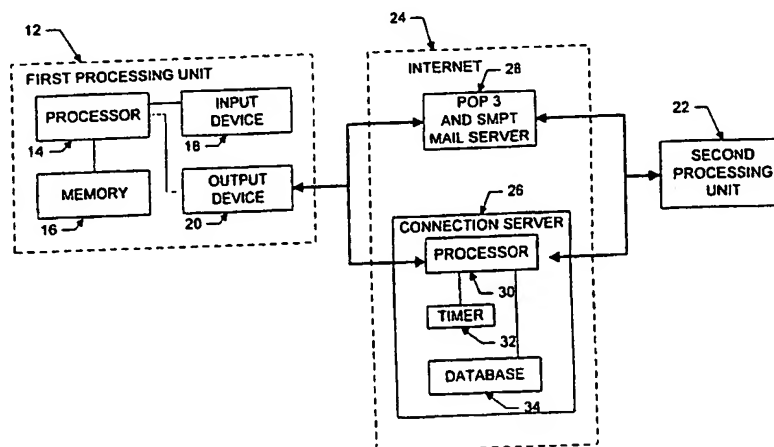 12
FIRST PROCESSING UNIT
PROCESSOR
14
INPUT
DEVICE
18
MEMORY
16
OUTPUT
DEVICE
20
24
INTERNET
28
POP 3
AND SMPT
MAIL SERVER
26
CONNECTION SERVER
PROCESSOR
30
TIMER
32
DATABASE
34
22
SECOND
PROCESSING
UNIT